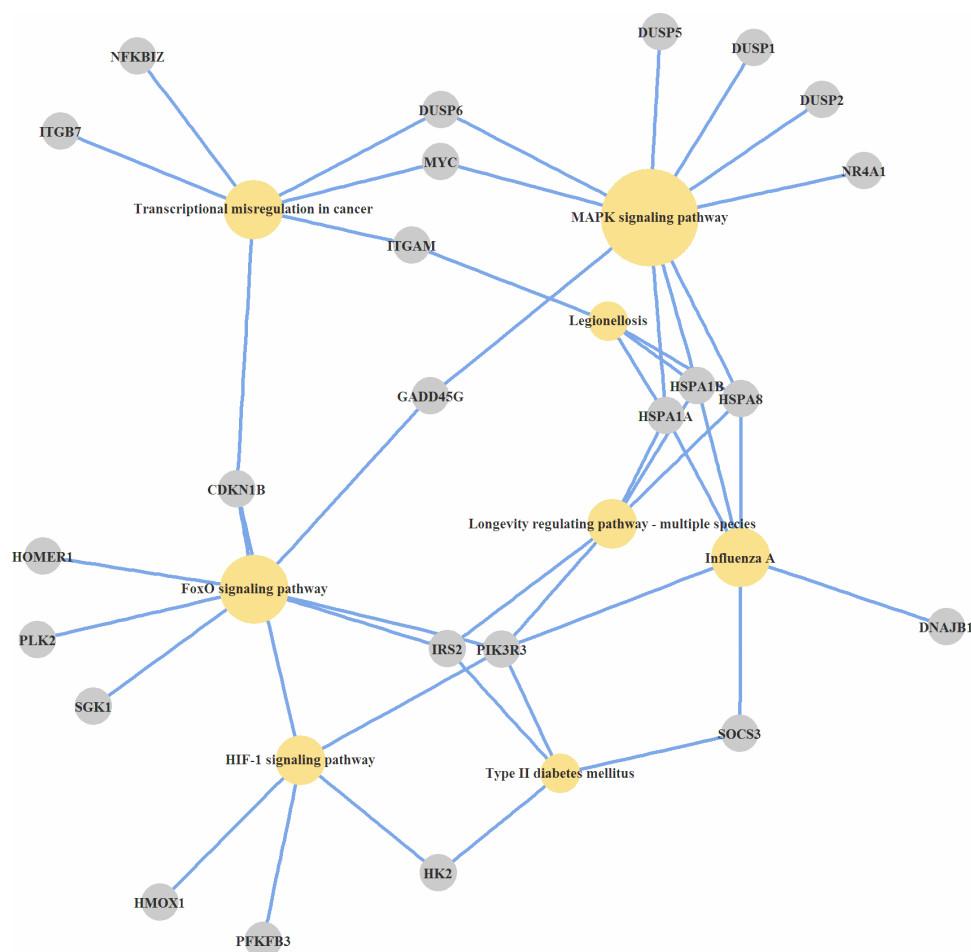 DUSP5
DUSP1
NFKBIZ
DUSP2
DUSP6
ITGB7
MYC
NR4A1
Transcriptional misregulation in cancer
MAPK signaling pathway
ITGAM
Legionellosis
HSPA1B
GADD45G
HSPA8
HSPA1A
CDKN1B
Longevity regulating pathway - multiple species
HOMER1
Influenza A
FoxO signaling pathway
DNAJB1
PLK2
IRS2
PIK3R3
SGK1
SOCS3
HIF-1 signaling pathway
Type II diabetes mellitus
HK2
HMOX1
PFKFB3